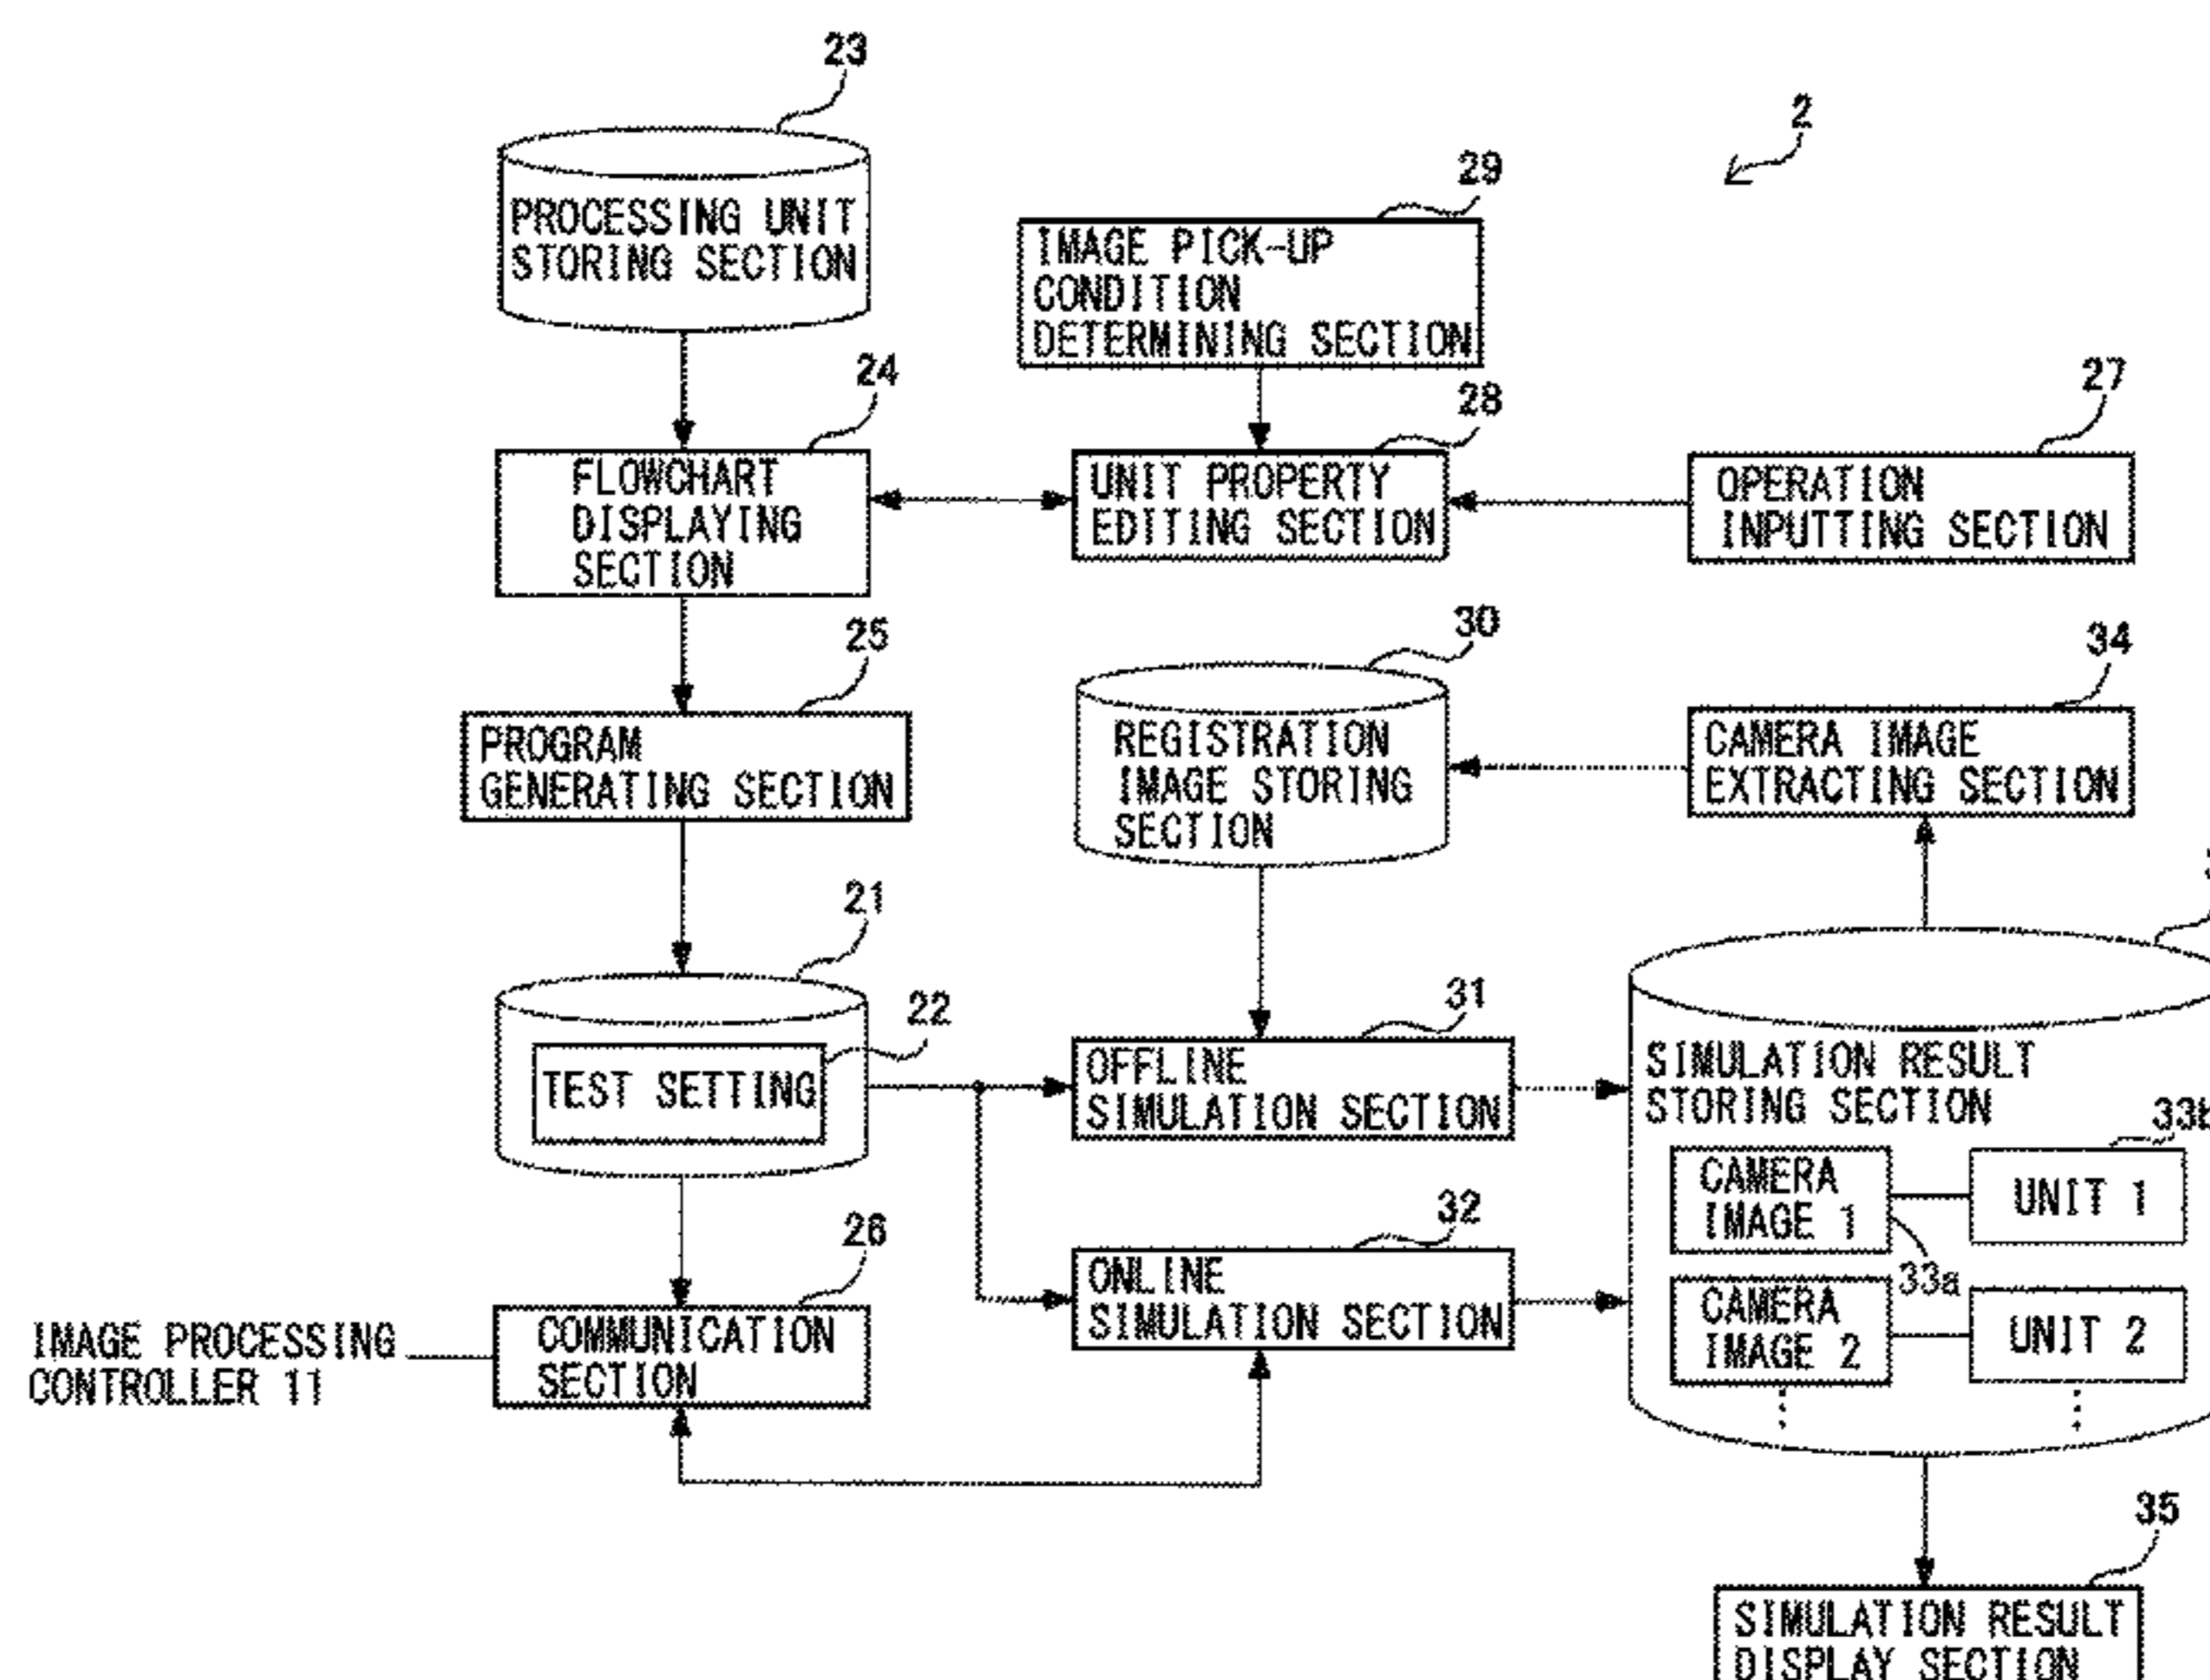 23
2
PROCESSING UNIT
STORING SECTION
29
IMAGE PICK-UP
CONDITION
DETERMINING SECTION
24
FLOWCHART
DISPLAYING
SECTION
28
UNIT PROPERTY
EDITING SECTION
27
OPERATION
INPUTTING SECTION
25
PROGRAM
GENERATING SECTION
30
REGISTRATION
IMAGE STORING
SECTION
34
CAMERA IMAGE
EXTRACTING SECTION
21
22
TEST SETTING
31
OFFLINE
SIMULATION SECTION
SIMULATION RESULT
STORING SECTION
33b
CAMERA
IMAGE 1
UNIT 1
33a
CAMERA
IMAGE 2
UNIT 2
32
ONLINE
SIMULATION SECTION
26
COMMUNICATION
SECTION
IMAGE PROCESSING
CONTROLLER 11
35
SIMULATION RESULT
DISPLAY SECTION